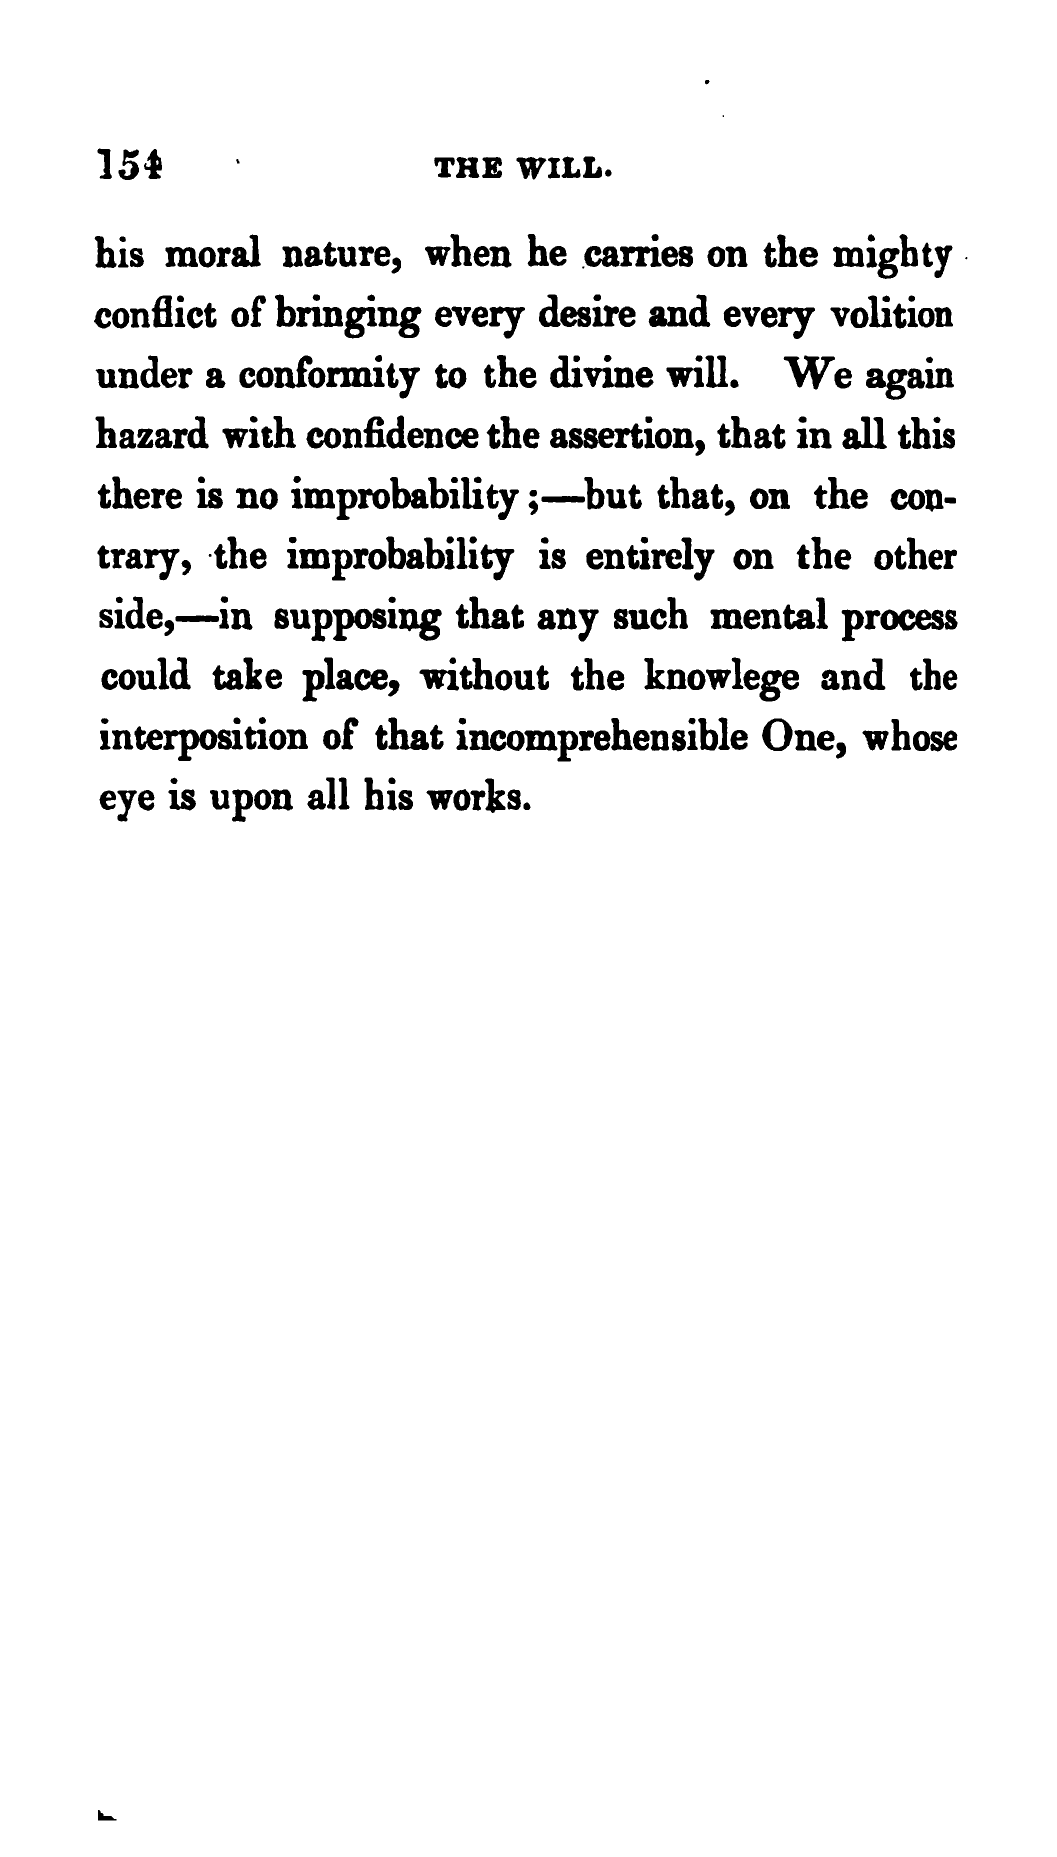 154 THE WILL.
his moral nature, when he carries on the mighty
conflict of bringing every desire and every volition
under a conformity to the divine will. We again
hazard with confidence the assertion, that in all this
there is no improbability ;—but that, on the con-
trary, the improbability is entirely on the other
side,—in supposing that any such mental process
could take place, without the knowlege and the
interposition of that incomprehensible One, whose
eye is upon all his works.